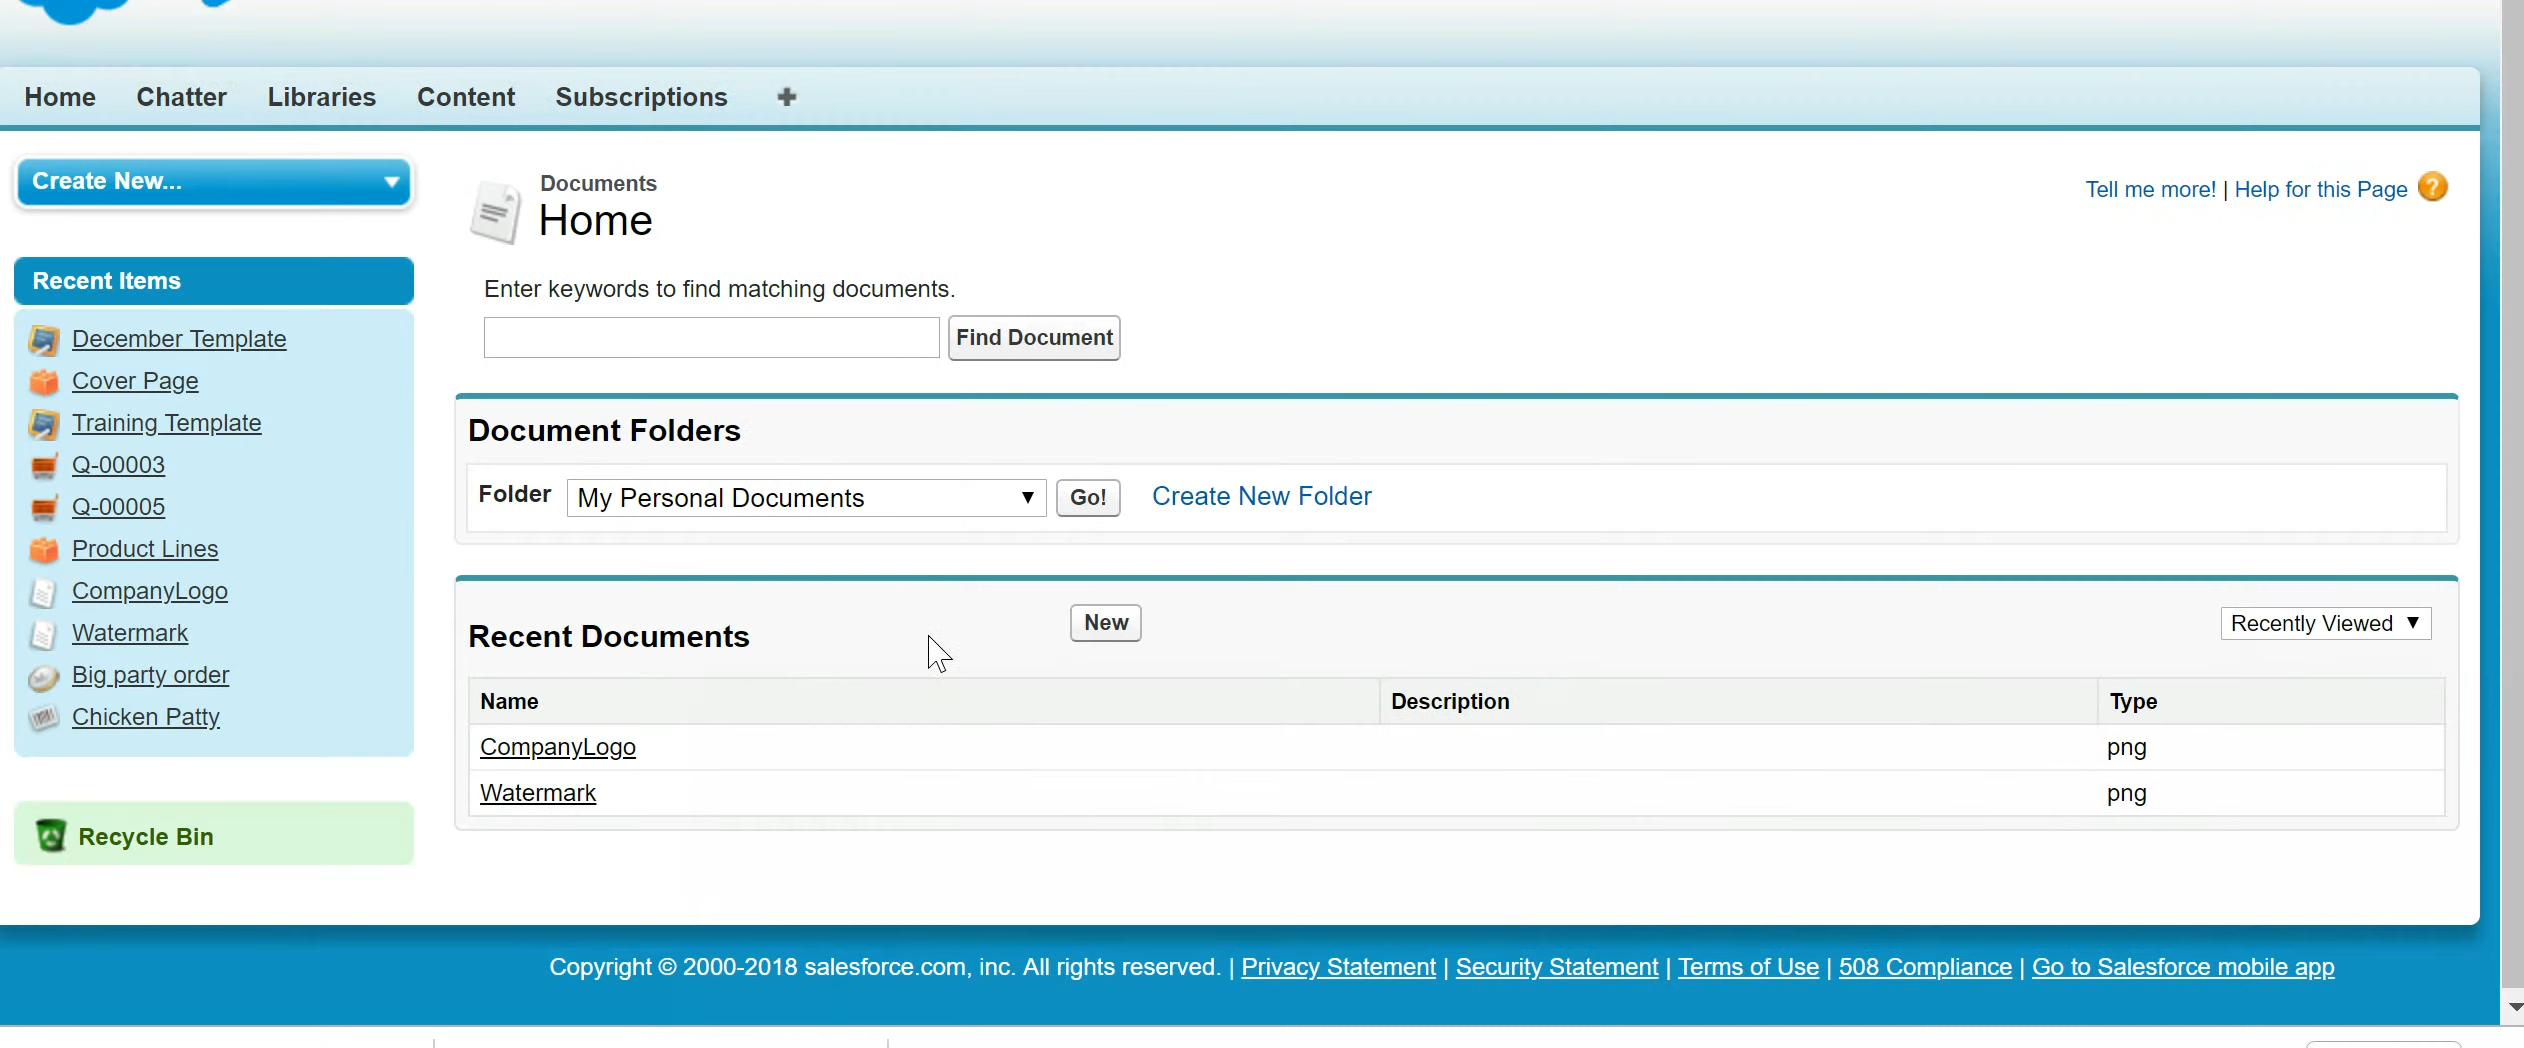 Home Chatter Libraries Content Subscriptions
Create New...
Recent Items
December Template
Cover Page
Training Template
Q-00003
Q-00005
Product Lines
CompanyLogo
Watermark
Big party order
Chicken Patty
Recycle Bin
Documents
Home
Tell me more! | Help for this Page ?
Enter keywords to find matching documents.
Find Document
Document Folders
Folder My Personal Documents Go! Create New Folder
Recent Documents New Recently Viewed
Name Description Type
CompanyLogo png
Watermark png
Copyright © 2000-2018 salesforce.com, inc. All rights reserved. | Privacy Statement | Security Statement | Terms of Use | 508 Compliance | Go to Salesforce mobile app